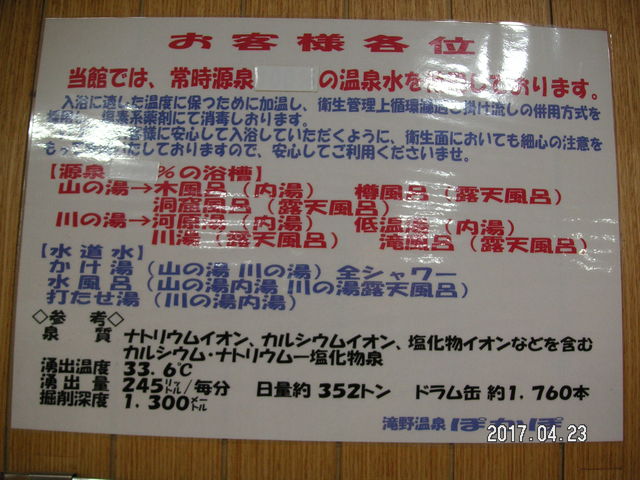 お客様各位
当館では、常時源泉 の温泉水を しております。
入浴に適した温度に保つために加温し、衛生管理上循環濾過し掛け流しの併用方式を
塩素系薬剤にて消毒しおります。
客様に安心して入浴していただくように、衛生面においても細心の注意を
もっ いたしておりますので、安心してご利用くださいませ。
【源泉 %の浴槽】
山の湯→木風呂(内湯) 樽風呂(露天風呂)
洞窟風呂(露天風呂)
川の湯→河原湯(内湯) 低温湯(内湯)
川湯(露天風呂) 滝風呂(露天風呂)
【水道水】
かけ湯(山の湯 川の湯)全シャワー
水風呂(山の湯内湯 川の湯露天風呂)
打たせ湯(川の湯内湯)
◇参考◇
泉質 ナトリウムイオン、カルシウムイオン、塩化物イオンなどを含む
カルシウム・ナトリウム一塩化物泉
湧出温度 33.6℃
湧出量 245リットル/毎分 日量約352トン ドラム缶約1.760本
掘削深度 1.300メートル
滝野温泉 ぽかぽ
2017.04.23